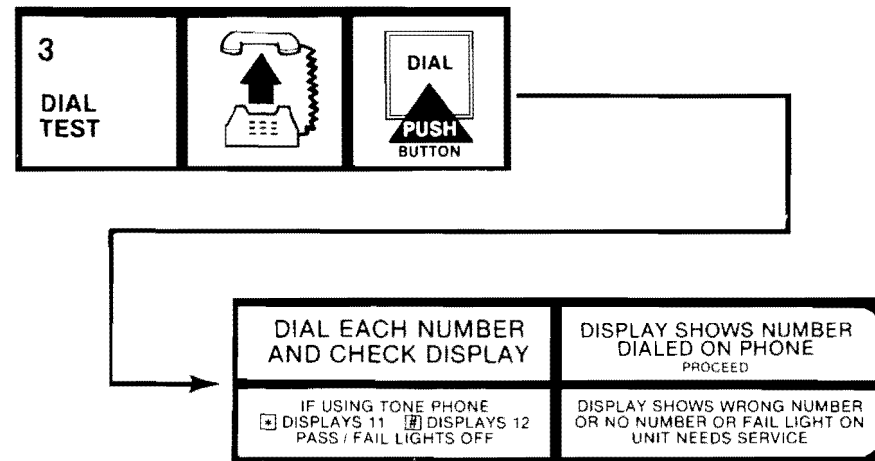 3
DIAL
TEST
DIAL
PUSH
BUTTON
DIAL EACH NUMBER
AND CHECK DISPLAY
DISPLAY SHOWS NUMBER
DIALED ON PHONE
PROCEED
IF USING TONE PHONE
* DISPLAYS 11 # DISPLAYS 12
PASS / FAIL LIGHTS OFF
DISPLAY SHOWS WRONG NUMBER
OR NO NUMBER OR FAIL LIGHT ON
UNIT NEEDS SERVICE